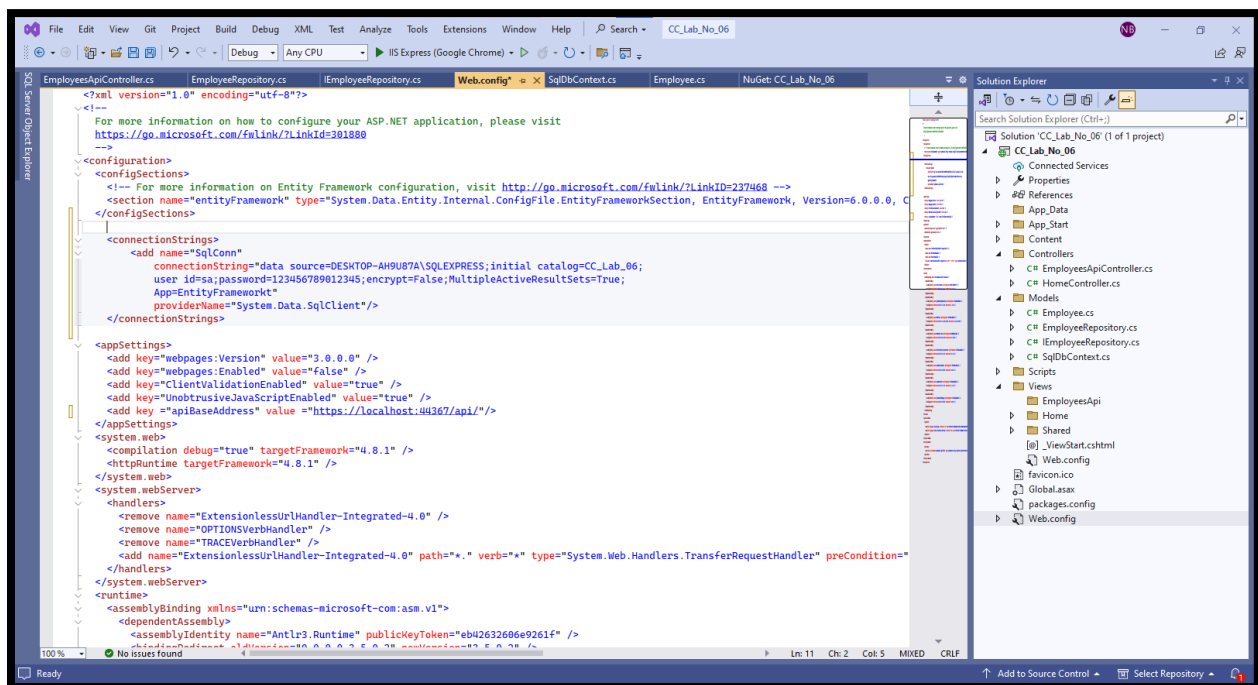 File Edit View Git Project Build Debug XML Test Analyze Tools Extensions Window Help Search CC_Lab_No_06 NB
Debug Any CPU IIS Express (Google Chrome)
SQL Server Object Explorer
EmployeesApiController.cs EmployeeRepository.cs IEmployeeRepository.cs Web.config* SqlDbContext.cs Employee.cs NuGet: CC_Lab_No_06
<?xml version="1.0" encoding="utf-8"?>
<!--
For more information on how to configure your ASP.NET application, please visit
https://go.microsoft.com/fwlink/?LinkId=301880
-->
<configuration>
<configSections>
<!-- For more information on Entity Framework configuration, visit http://go.microsoft.com/fwlink/?LinkID=237468 -->
<section name="entityFramework" type="System.Data.Entity.Internal.ConfigFile.EntityFrameworkSection, EntityFramework, Version=6.0.0.0, C
</configSections>
<connectionStrings>
<add name="SqlConn"
connectionString="data source=DESKTOP-AH9U87A\SQLEXPRESS;initial catalog=CC_Lab_06;
user id=sa;password=123456789012345;encrypt=False;MultipleActiveResultSets=True;
App=EntityFrameworkt"
providerName="System.Data.SqlClient"/>
</connectionStrings>
<appSettings>
<add key="webpages:Version" value="3.0.0.0" />
<add key="webpages:Enabled" value="false" />
<add key="ClientValidationEnabled" value="true" />
<add key="UnobtrusiveJavaScriptEnabled" value="true" />
<add key ="apiBaseAddress" value ="https://localhost:44367/api/"/>
</appSettings>
<system.web>
<compilation debug="true" targetFramework="4.8.1" />
<httpRuntime targetFramework="4.8.1" />
</system.web>
<system.webServer>
<handlers>
<remove name="ExtensionlessUrlHandler-Integrated-4.0" />
<remove name="OPTIONSVerbHandler" />
<remove name="TRACEVerbHandler" />
<add name="ExtensionlessUrlHandler-Integrated-4.0" path="*." verb="*" type="System.Web.Handlers.TransferRequestHandler" preCondition="
</handlers>
</system.webServer>
<runtime>
<assemblyBinding xmlns="urn:schemas-microsoft-com:asm.v1">
<dependentAssembly>
<assemblyIdentity name="Antlr3.Runtime" publicKeyToken="eb42632606e9261f" />
100 % No issues found Ln: 11 Ch: 2 Col: 5 MIXED CRLF
Solution Explorer
Search Solution Explorer (Ctrl+;)
Solution 'CC_Lab_No_06' (1 of 1 project)
CC_Lab_No_06
Connected Services
Properties
References
App_Data
App_Start
Content
Controllers
C# EmployeesApiController.cs
C# HomeController.cs
Models
C# Employee.cs
C# EmployeeRepository.cs
C# IEmployeeRepository.cs
C# SqlDbContext.cs
Scripts
Views
EmployeesApi
Home
Shared
_ViewStart.cshtml
Web.config
favicon.ico
Global.asax
packages.config
Web.config
Ready Add to Source Control Select Repository 1